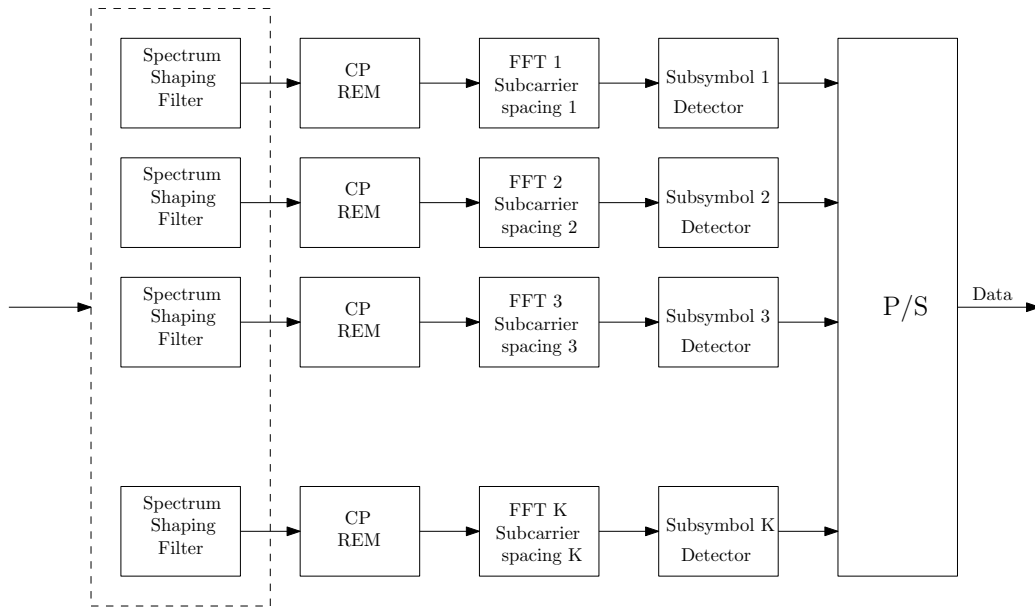 Spectrum
Shaping
Filter
CP
REM
FFT 1
Subcarrier
spacing 1
Subsymbol 1
Detector
Spectrum
Shaping
Filter
CP
REM
FFT 2
Subcarrier
spacing 2
Subsymbol 2
Detector
Spectrum
Shaping
Filter
CP
REM
FFT 3
Subcarrier
spacing 3
Subsymbol 3
Detector
P/S
Data
Spectrum
Shaping
Filter
CP
REM
FFT K
Subcarrier
spacing K
Subsymbol K
Detector